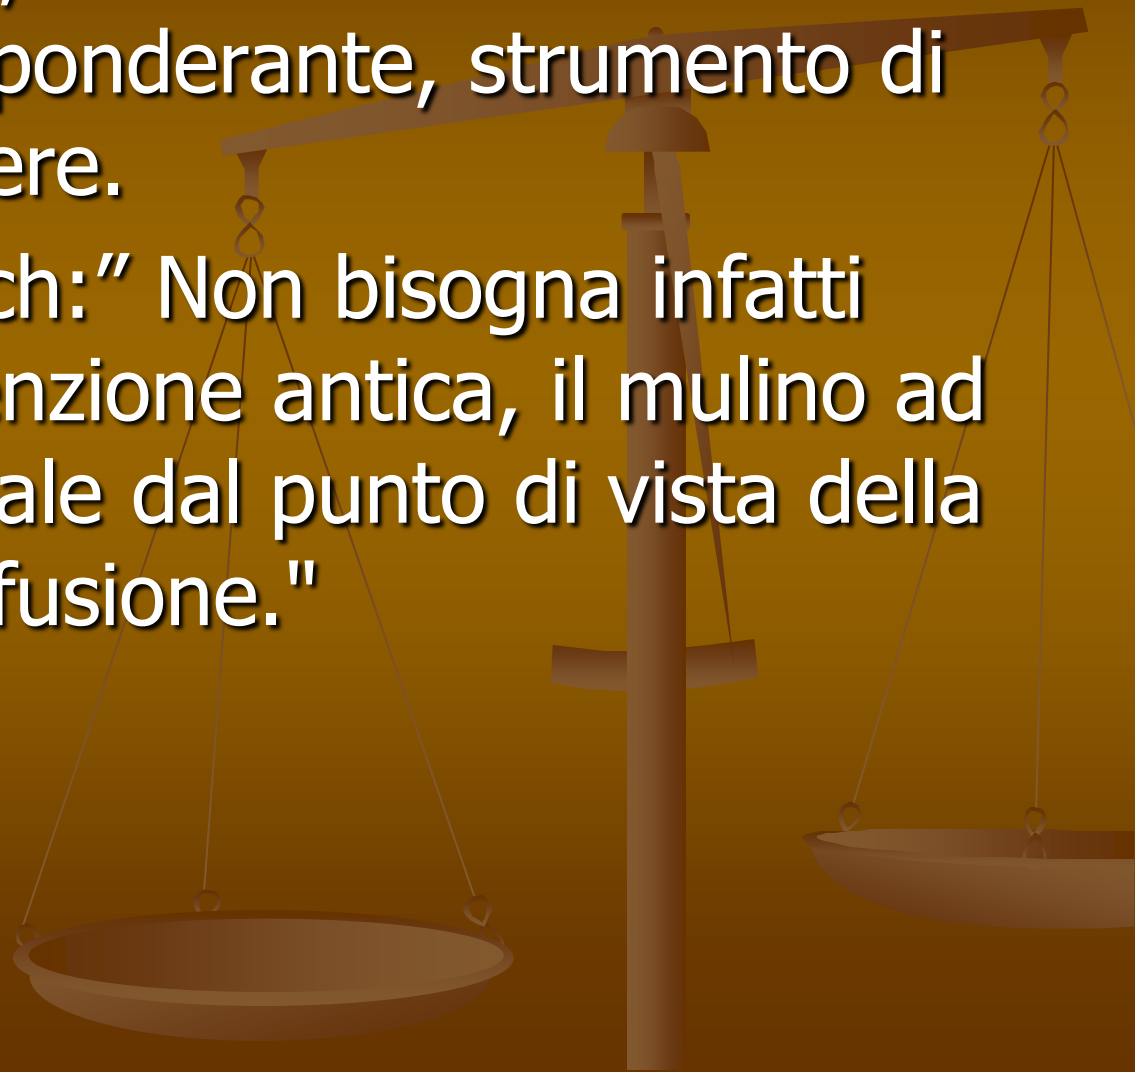 ponderante, strumento di
ere.
ch:” Non bisogna infatti
nzione antica, il mulino ad
ale dal punto di vista della
fusione."